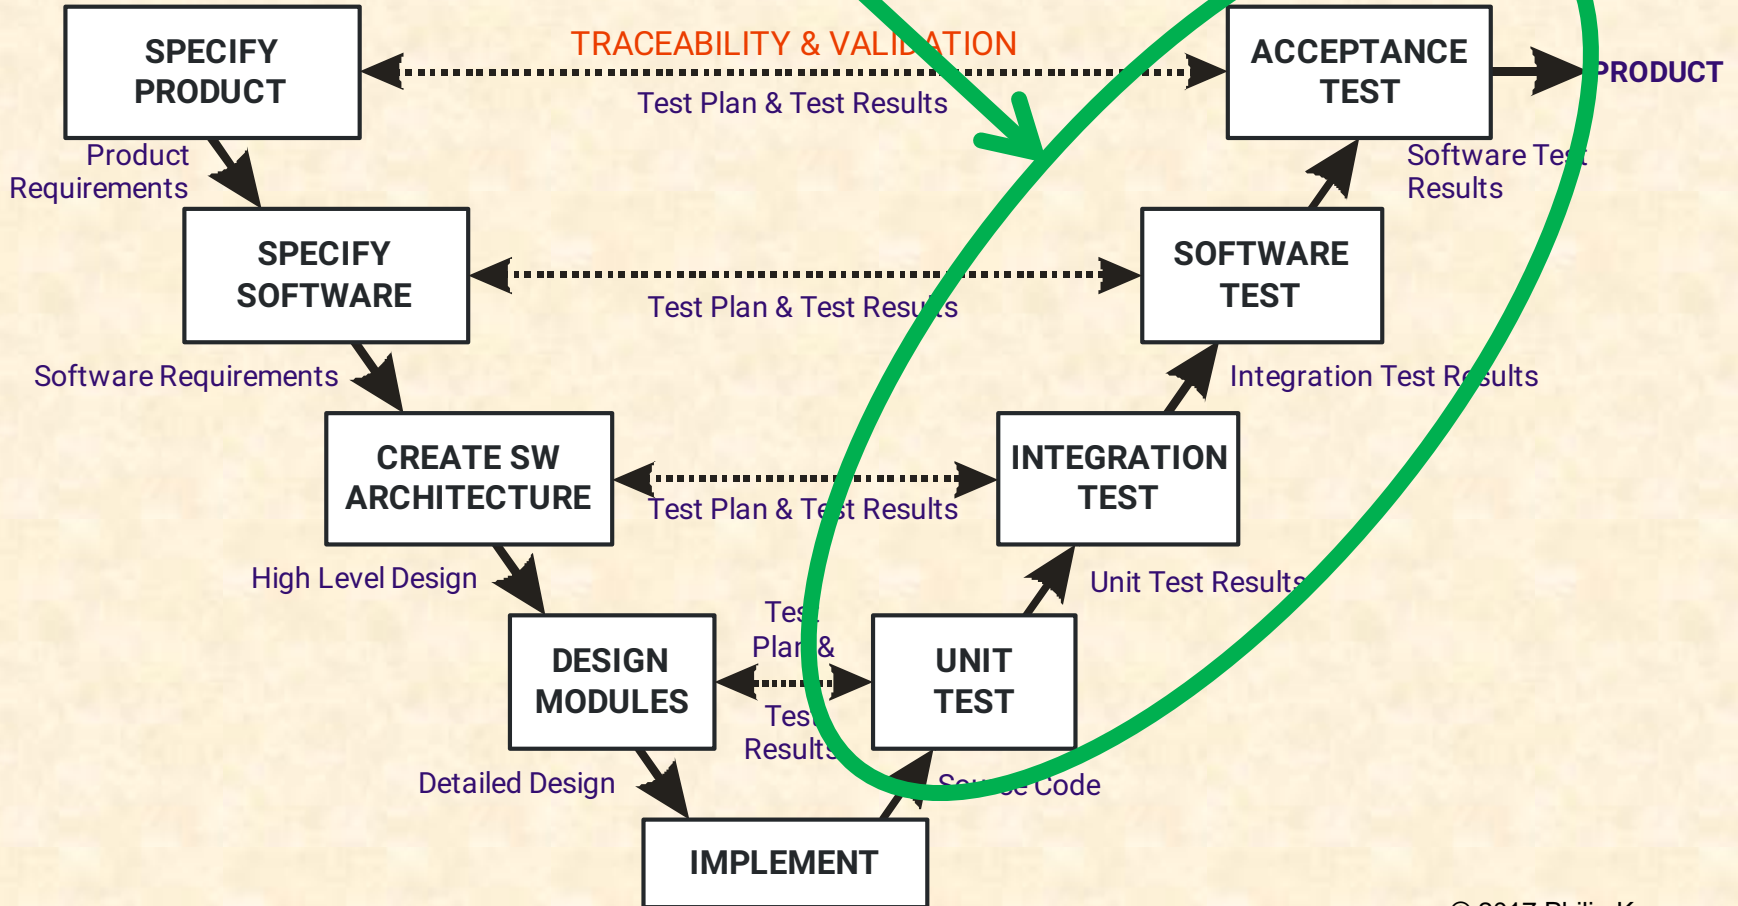 SPECIFY
PRODUCT
TRACEABILITY & VALIDATION
Test Plan & Test Results
ACCEPTANCE
TEST
PRODUCT
Product
Requirements
Software Test
Results
SPECIFY
SOFTWARE
Test Plan & Test Results
SOFTWARE
TEST
Software Requirements
Integration Test Results
CREATE SW
ARCHITECTURE
Test Plan & Test Results
INTEGRATION
TEST
High Level Design
Unit Test Results
DESIGN
MODULES
Test
Plan &
Test
Results
UNIT
TEST
Detailed Design
Source Code
IMPLEMENT
© 2017 Philip